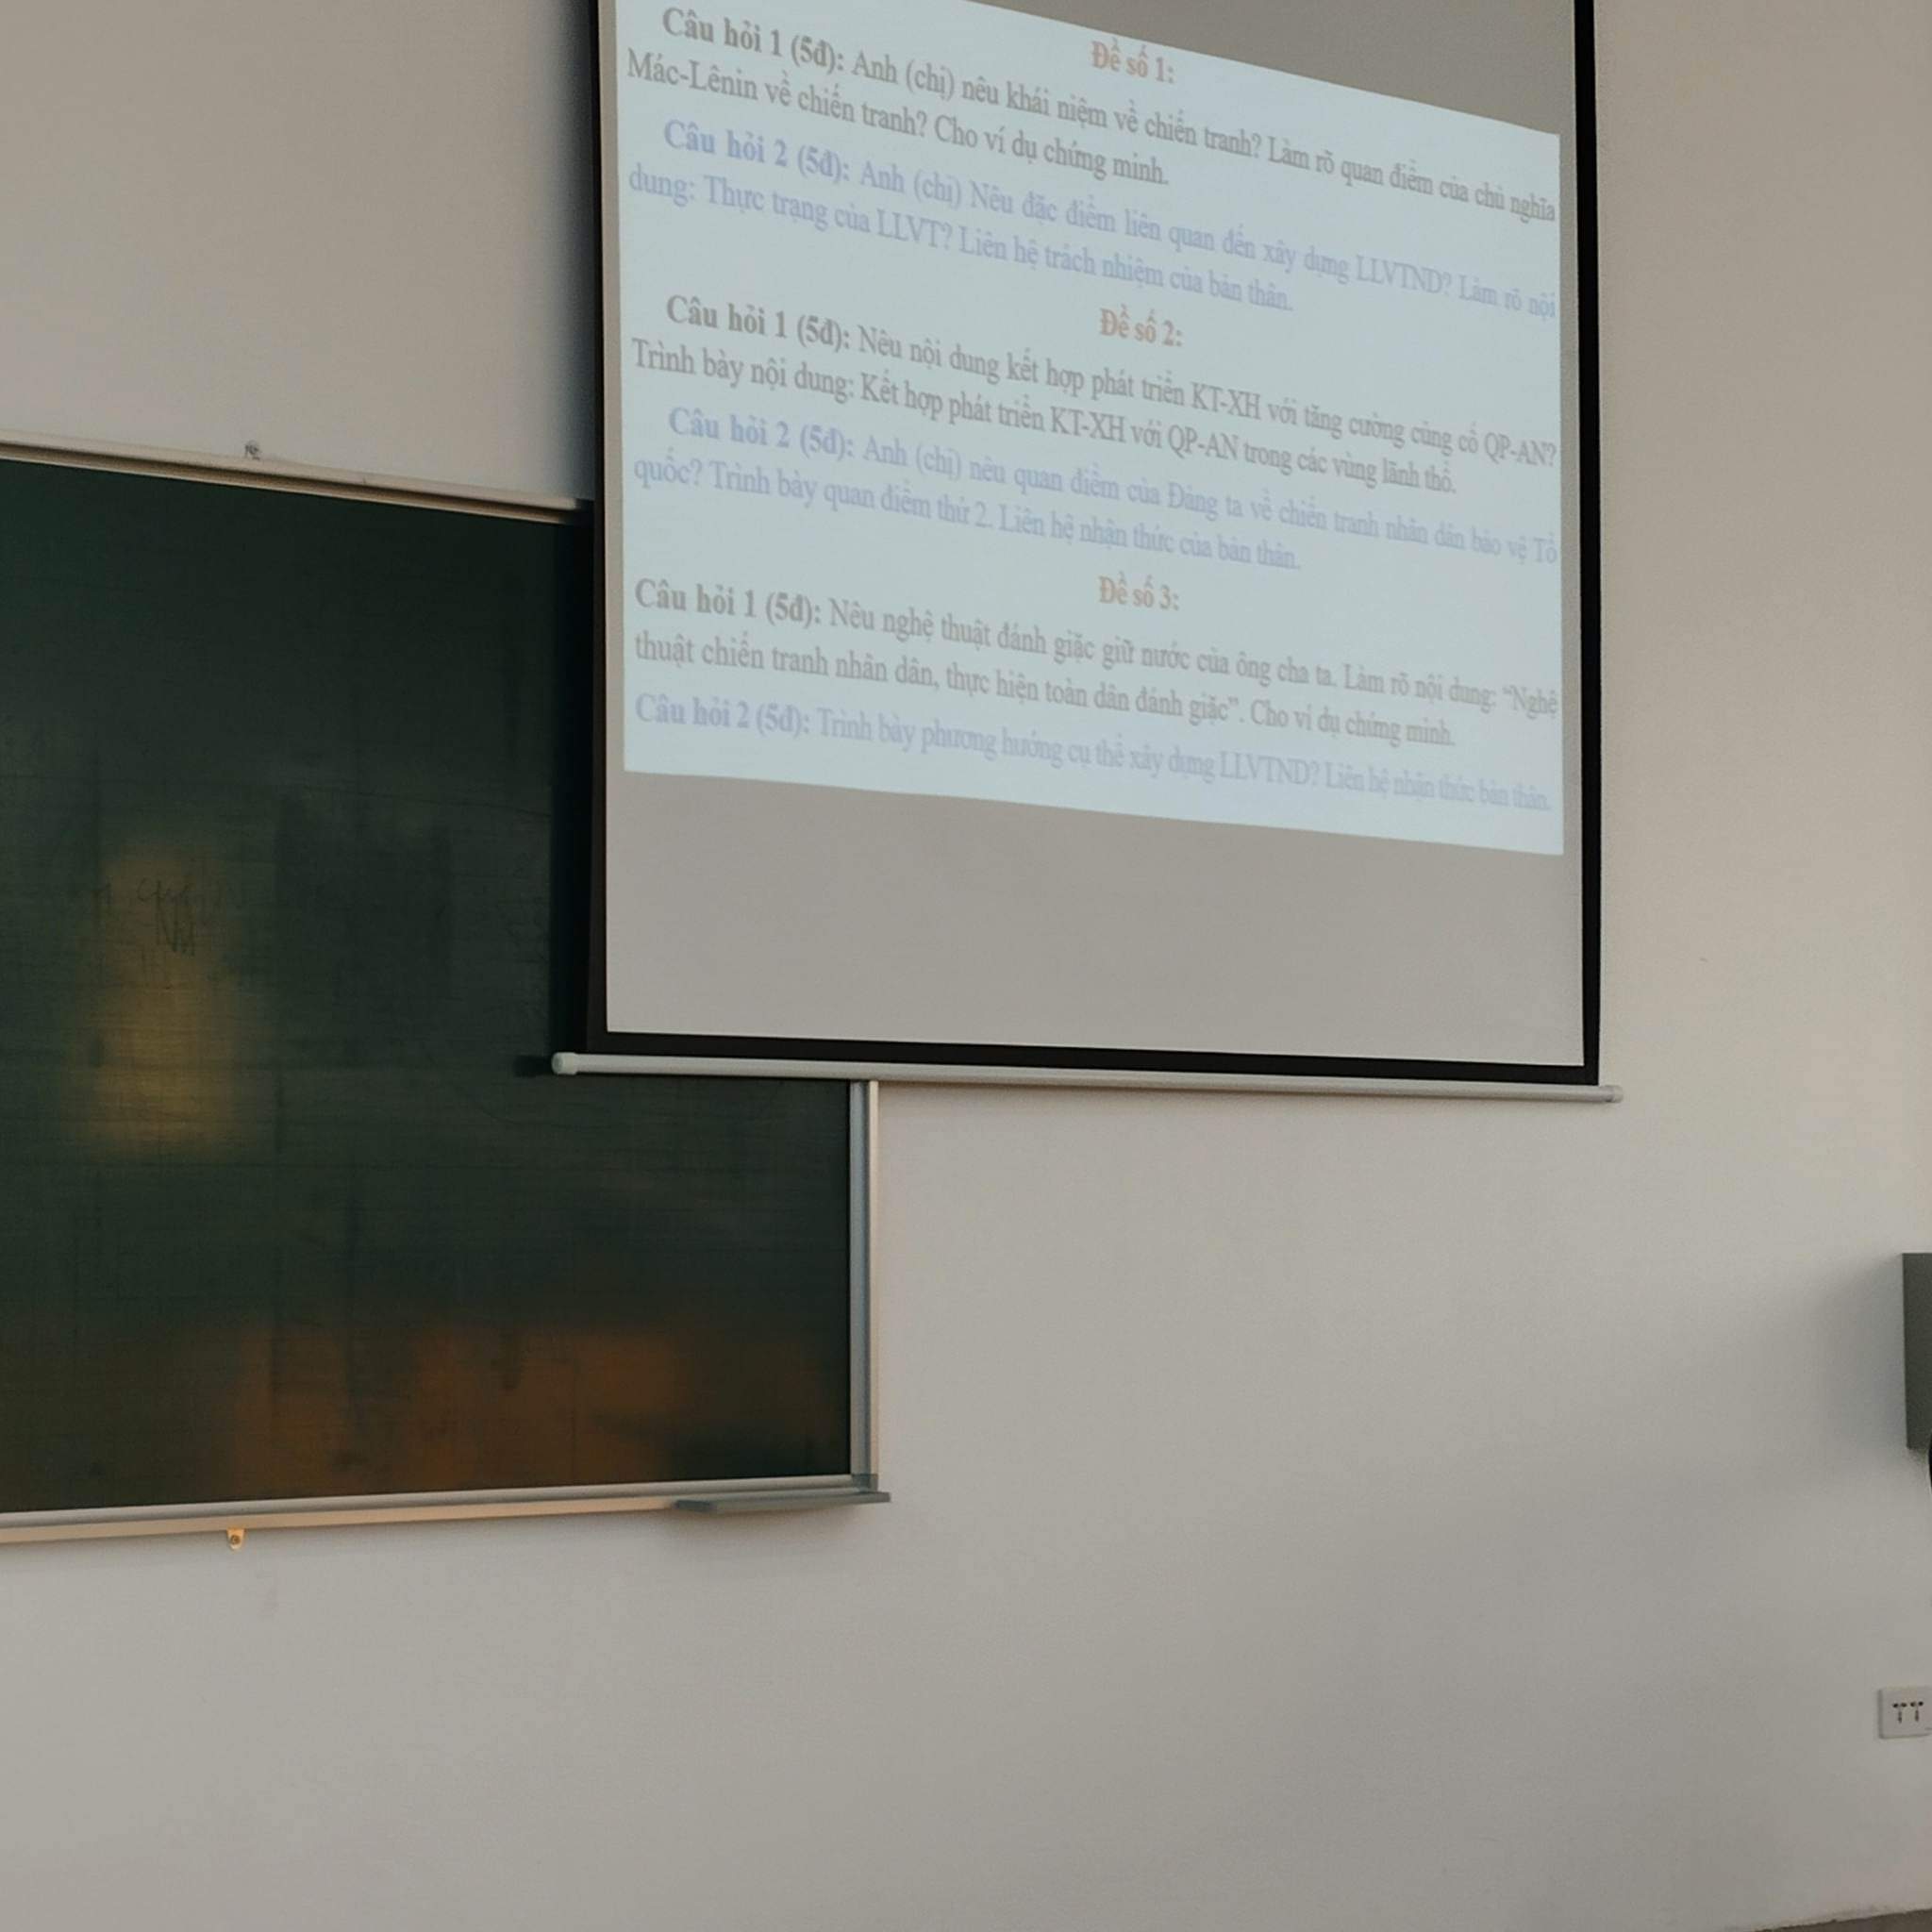 Đề số 1:
Câu hỏi 1 (5đ): Anh (chị) nêu khái niệm về chiến tranh? Làm rõ quan điểm của chủ nghĩa
Mác-Lênin về chiến tranh? Cho ví dụ chứng minh.
Câu hỏi 2 (5đ): Anh (chị) Nêu đặc điểm liên quan đến xây dựng LLVTND? Làm rõ nội
dung: Thực trạng của LLVT? Liên hệ trách nhiệm của bản thân.
Đề số 2:
Câu hỏi 1 (5đ): Nêu nội dung kết hợp phát triển KT-XH với tăng cường củng cố QP-AN?
Trình bày nội dung: Kết hợp phát triển KT-XH với QP-AN trong các vùng lãnh thổ.
Câu hỏi 2 (5đ): Anh (chị) nêu quan điểm của Đảng ta về chiến tranh nhân dân bảo vệ Tổ
quốc? Trình bày quan điểm thứ 2. Liên hệ nhận thức của bản thân.
Đề số 3:
Câu hỏi 1 (5đ): Nêu nghệ thuật đánh giặc giữ nước của ông cha ta. Làm rõ nội dung: “Nghệ
thuật chiến tranh nhân dân, thực hiện toàn dân đánh giặc”. Cho ví dụ chứng minh.
Câu hỏi 2 (5đ): Trình bày phương hướng cụ thể xây dựng LLVTND? Liên hệ nhận thức bản thân.